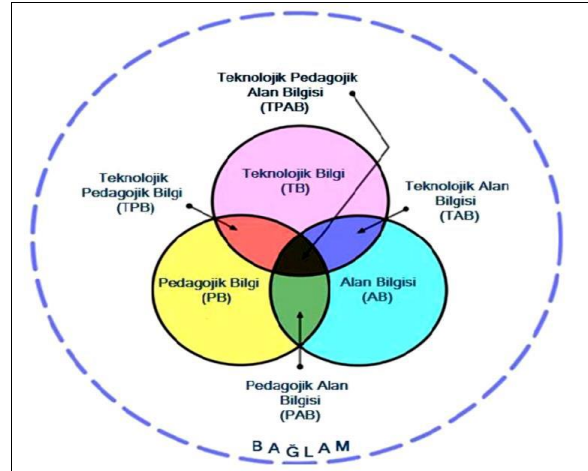 Teknolojik Pedagojik
Alan Bilgisi
(TPAB)
Teknolojik
Pedagojik Bilgi
(TPB)
Teknolojik Bilgi
(TB)
Teknolojik Alan
Bilgisi
(TAB)
Pedagojik Bilgi
(PB)
Alan Bilgisi
(AB)
Pedagojik Alan
Bilgisi
(PAB)
BAĞLAM